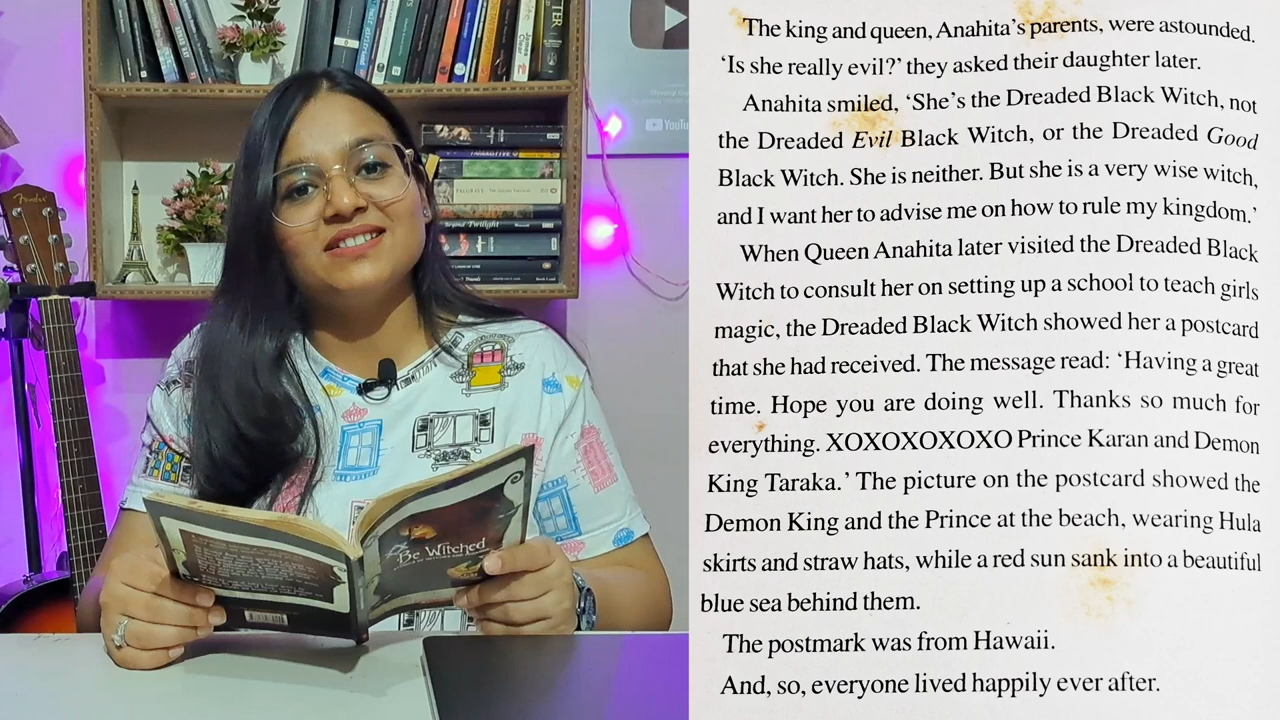 Fender
James
Clear
YouTu
Beyond Twilight
Be Witched
The king and queen, Anahita's parents, were astounded.
‘Is she really evil?’ they asked their daughter later.
Anahita smiled, ‘She’s the Dreaded Black Witch, not
the Dreaded Evil Black Witch, or the Dreaded Good
Black Witch. She is neither. But she is a very wise witch,
and I want her to advise me on how to rule my kingdom.’
When Queen Anahita later visited the Dreaded Black
Witch to consult her on setting up a school to teach girls
magic, the Dreaded Black Witch showed her a postcard
that she had received. The message read: ‘Having a great
time. Hope you are doing well. Thanks so much for
everything. XOXOXOXOXO Prince Karan and Demon
King Taraka.’ The picture on the postcard showed the
Demon King and the Prince at the beach, wearing Hula
skirts and straw hats, while a red sun sank into a beautiful
blue sea behind them.
The postmark was from Hawaii.
And, so, everyone lived happily ever after.